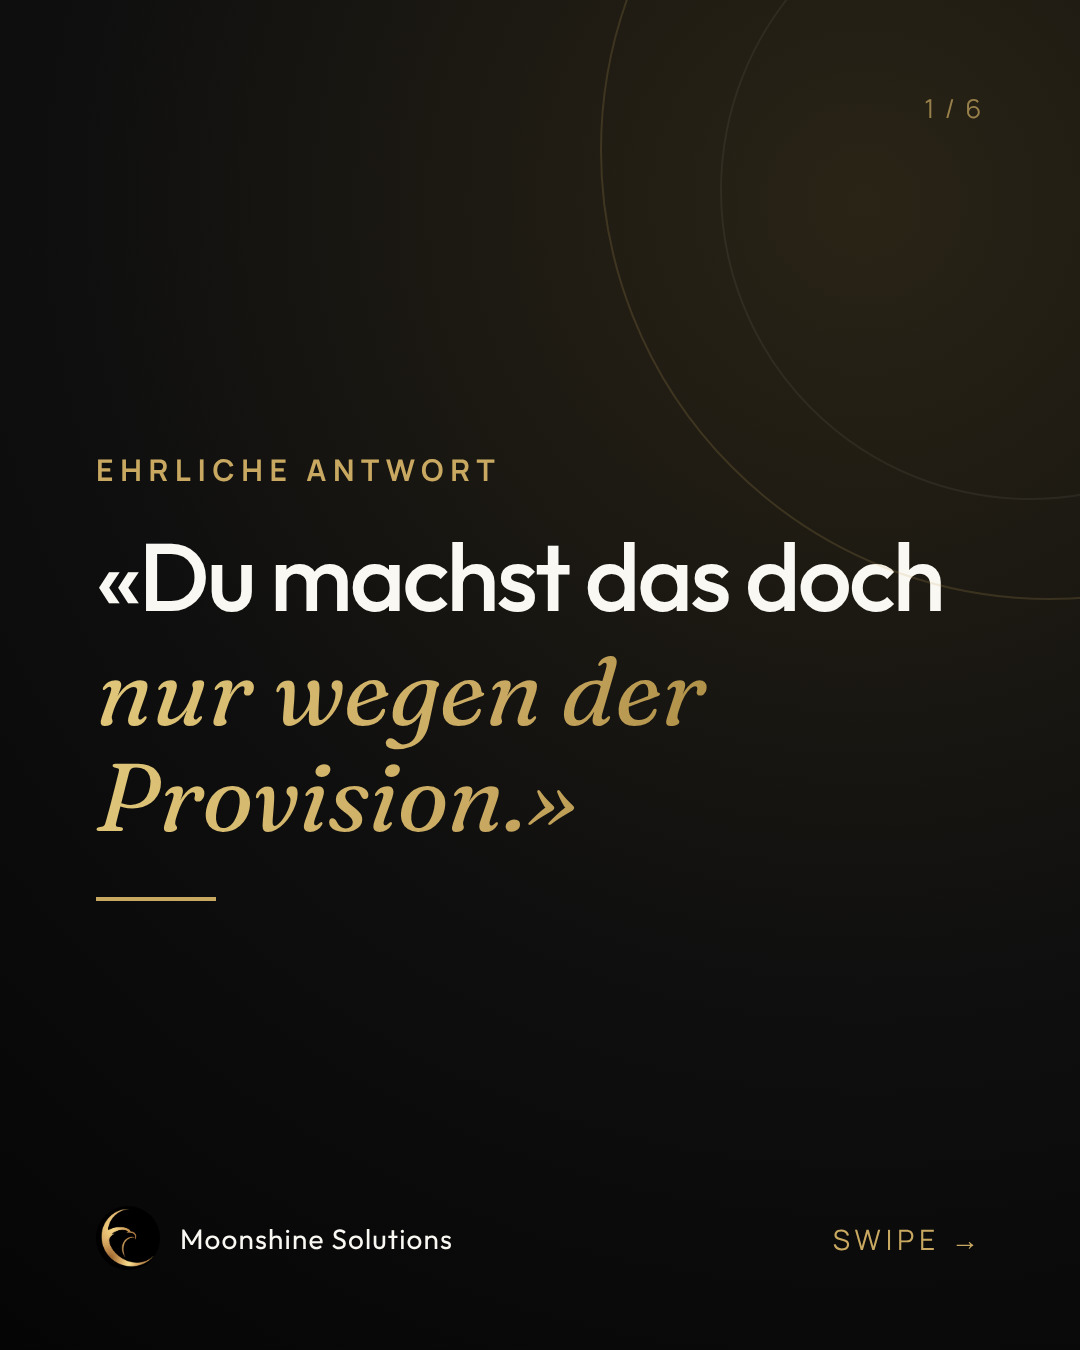 1 / 6
EHRLICHE ANTWORT
«Du machst das doch
nur wegen der
Provision.»
Moonshine Solutions
SWIPE →